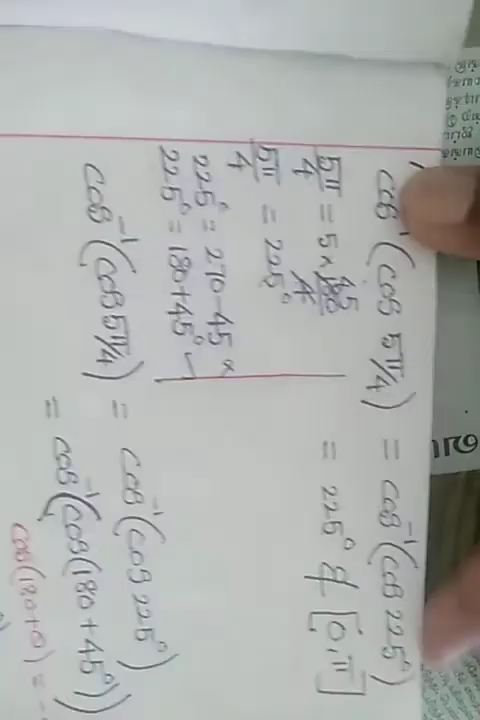 cos⁻¹(cos 5π/4) = cos⁻¹(cos 225°)
= 225° ∉ [0,π]
5π/4 = 5 × 180/4 45
5π/4 = 225°
225° = 270-45 ×
225° = 180+45° ✓
cos⁻¹(cos 5π/4) = cos⁻¹(cos 225°)
= cos⁻¹(cos(180+45°))
cos(180+θ) = -